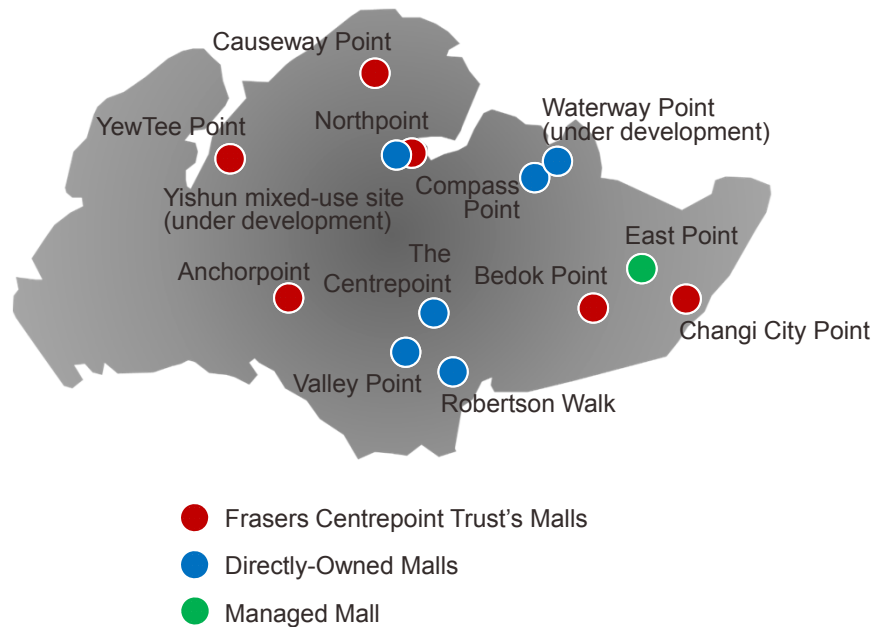 Causeway Point
Waterway Point
(under development)
YewTee Point
Northpoint
Compass
Point
Yishun mixed-use site
(under development)
East Point
The
Centrepoint
Anchorpoint
Bedok Point
Changi City Point
Valley Point
Robertson Walk
Frasers Centrepoint Trust’s Malls
Directly-Owned Malls
Managed Mall